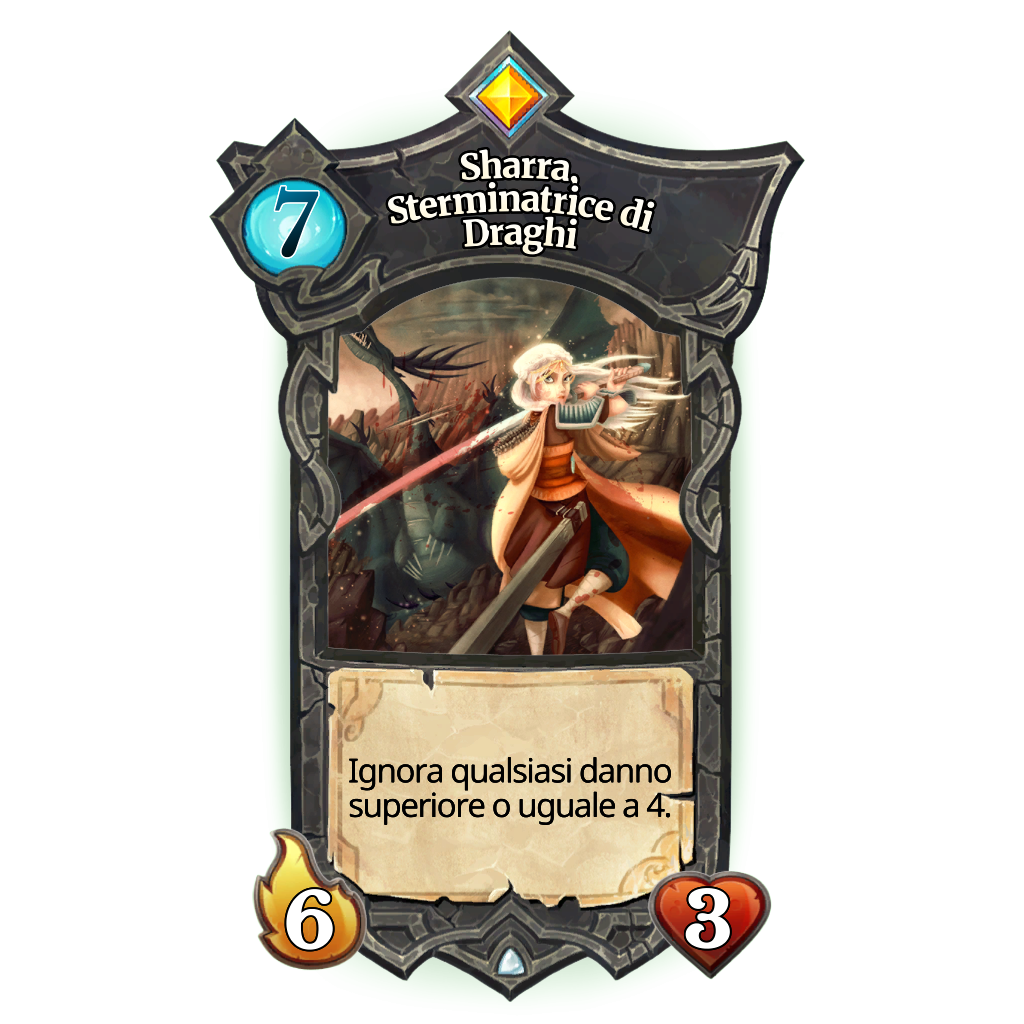 7
Sharra,
Sterminatrice di
Draghi
Ignora qualsiasi danno
superiore o uguale a 4.
6
3